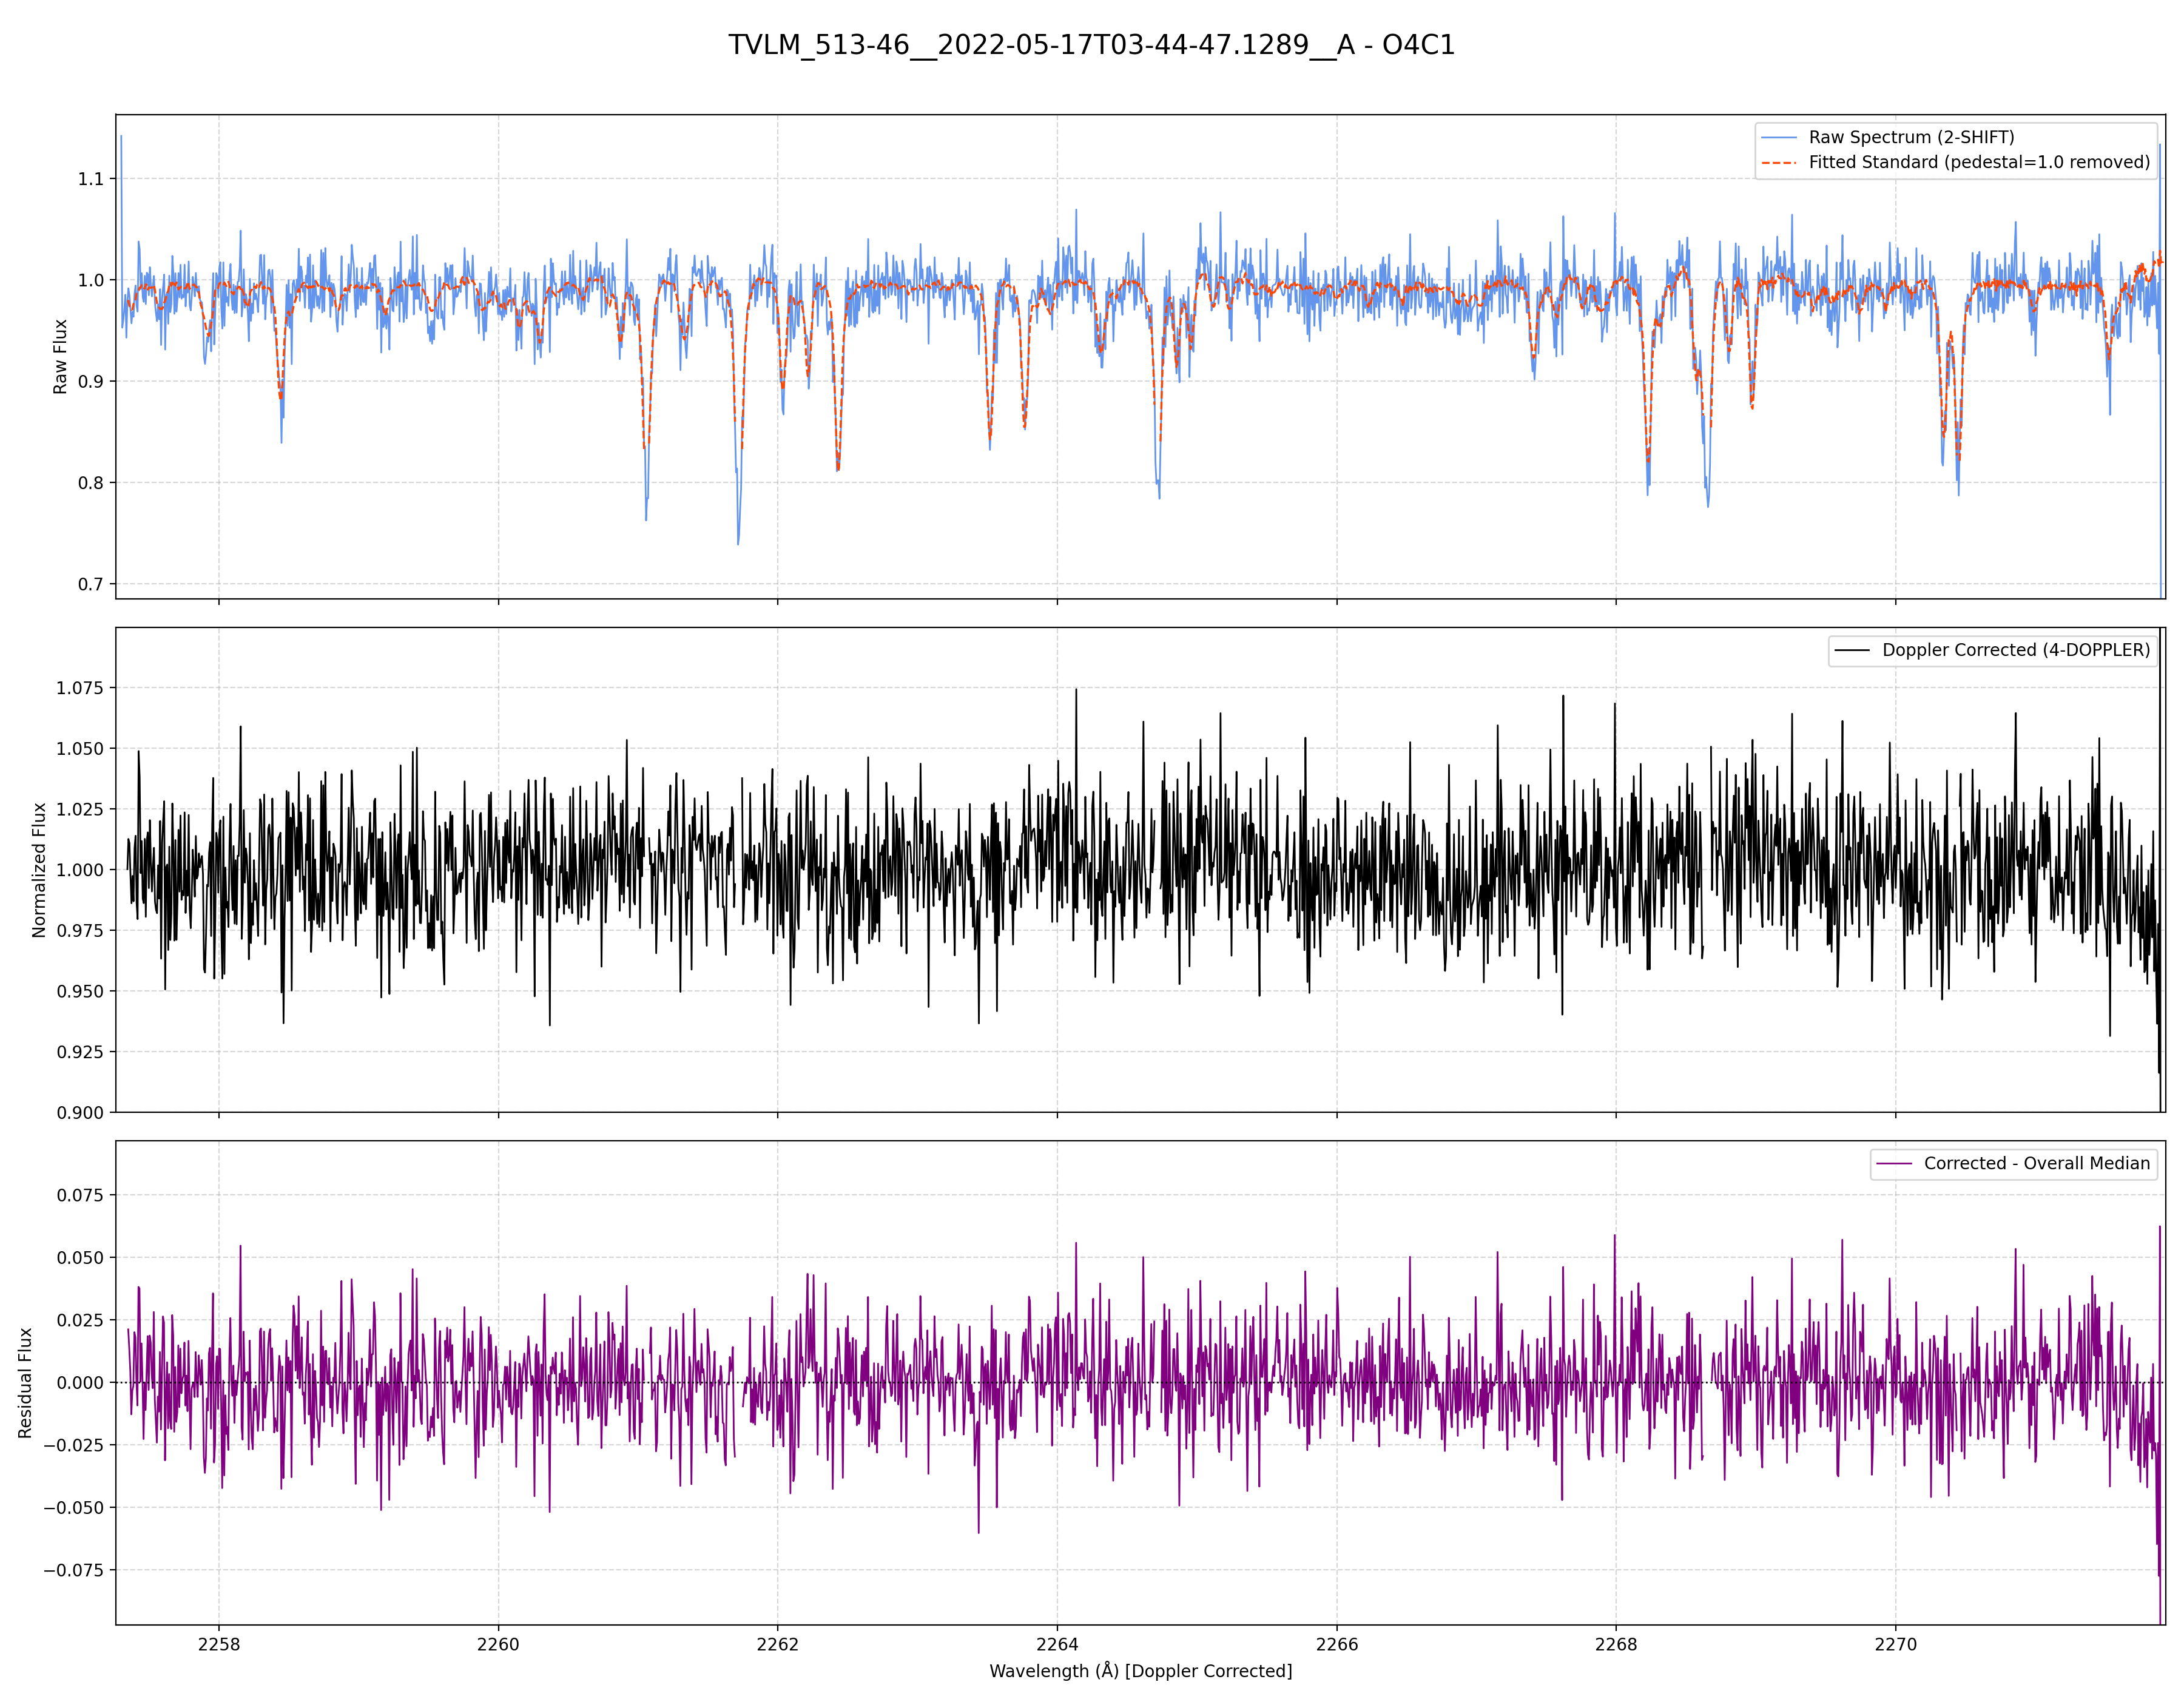 TVLM_513-46__2022-05-17T03-44-47.1289__A - O4C1
Raw Spectrum (2-SHIFT)
Fitted Standard (pedestal=1.0 removed)
Raw Flux
1.1
1.0
0.9
0.8
0.7
Doppler Corrected (4-DOPPLER)
Normalized Flux
1.075
1.050
1.025
1.000
0.975
0.950
0.925
0.900
Corrected - Overall Median
Residual Flux
0.075
0.050
0.025
0.000
−0.025
−0.050
−0.075
2258 2260 2262 2264 2266 2268 2270
Wavelength (Å) [Doppler Corrected]